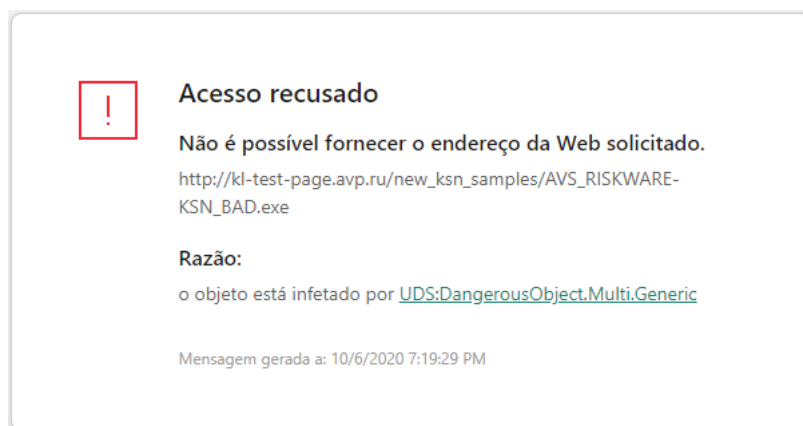 !
Acesso recusado
Não é possível fornecer o endereço da Web solicitado.
http://kl-test-page.avp.ru/new_ksn_samples/AVS_RISKWARE-
KSN_BAD.exe
Razão:
o objeto está infetado por UDS:DangerousObject.Multi.Generic
Mensagem gerada a: 10/6/2020 7:19:29 PM